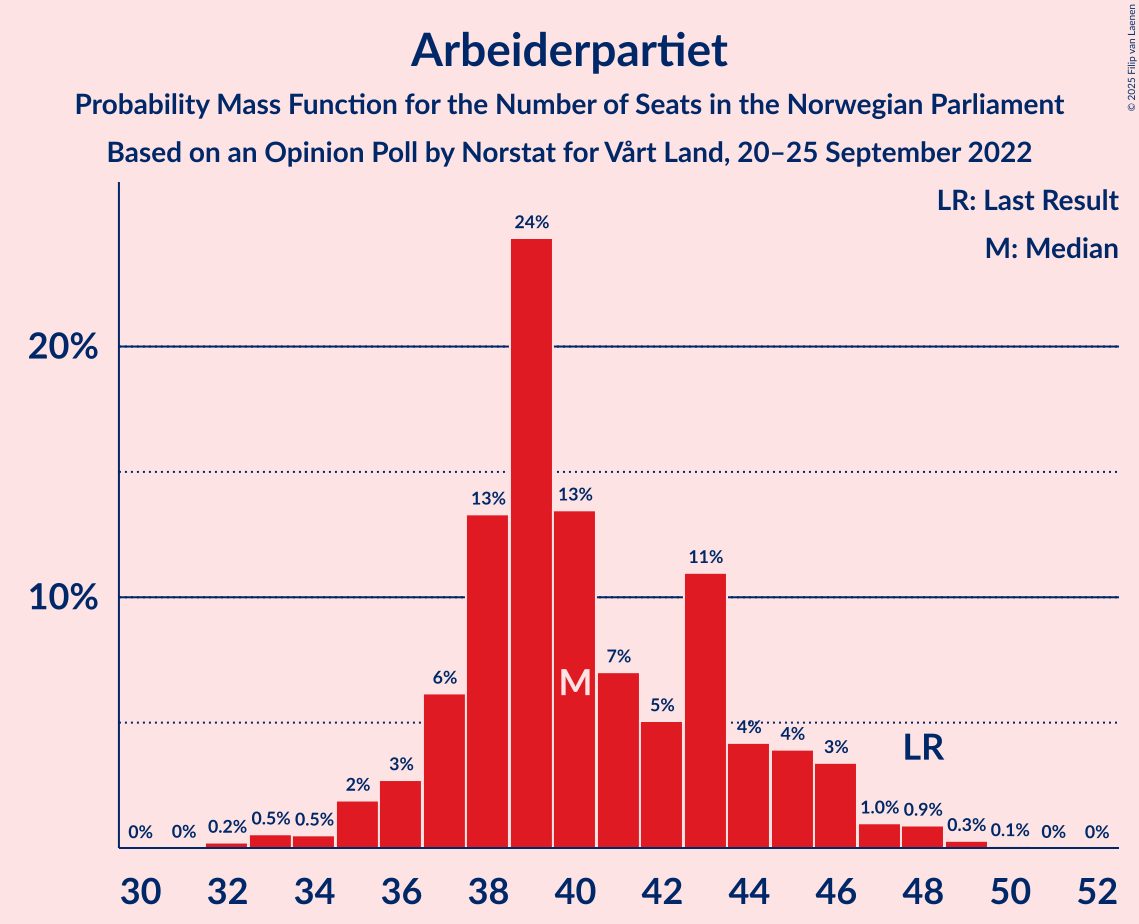 Arbeiderpartiet
Probability Mass Function for the Number of Seats in the Norwegian Parliament
Based on an Opinion Poll by Norstat for Vårt Land, 20–25 September 2022
© 2025 Filip van Laenen
LR: Last Result
M: Median
24%
20%
13%
13%
11%
10%
7%
M
6%
5%
4%
4%
3%
LR
3%
2%
1.0%
0.9%
0.5%
0.5%
0.3%
0.2%
0.1%
0%
0%
0%
0%
30 32 34 36 38 40 42 44 46 48 50 52